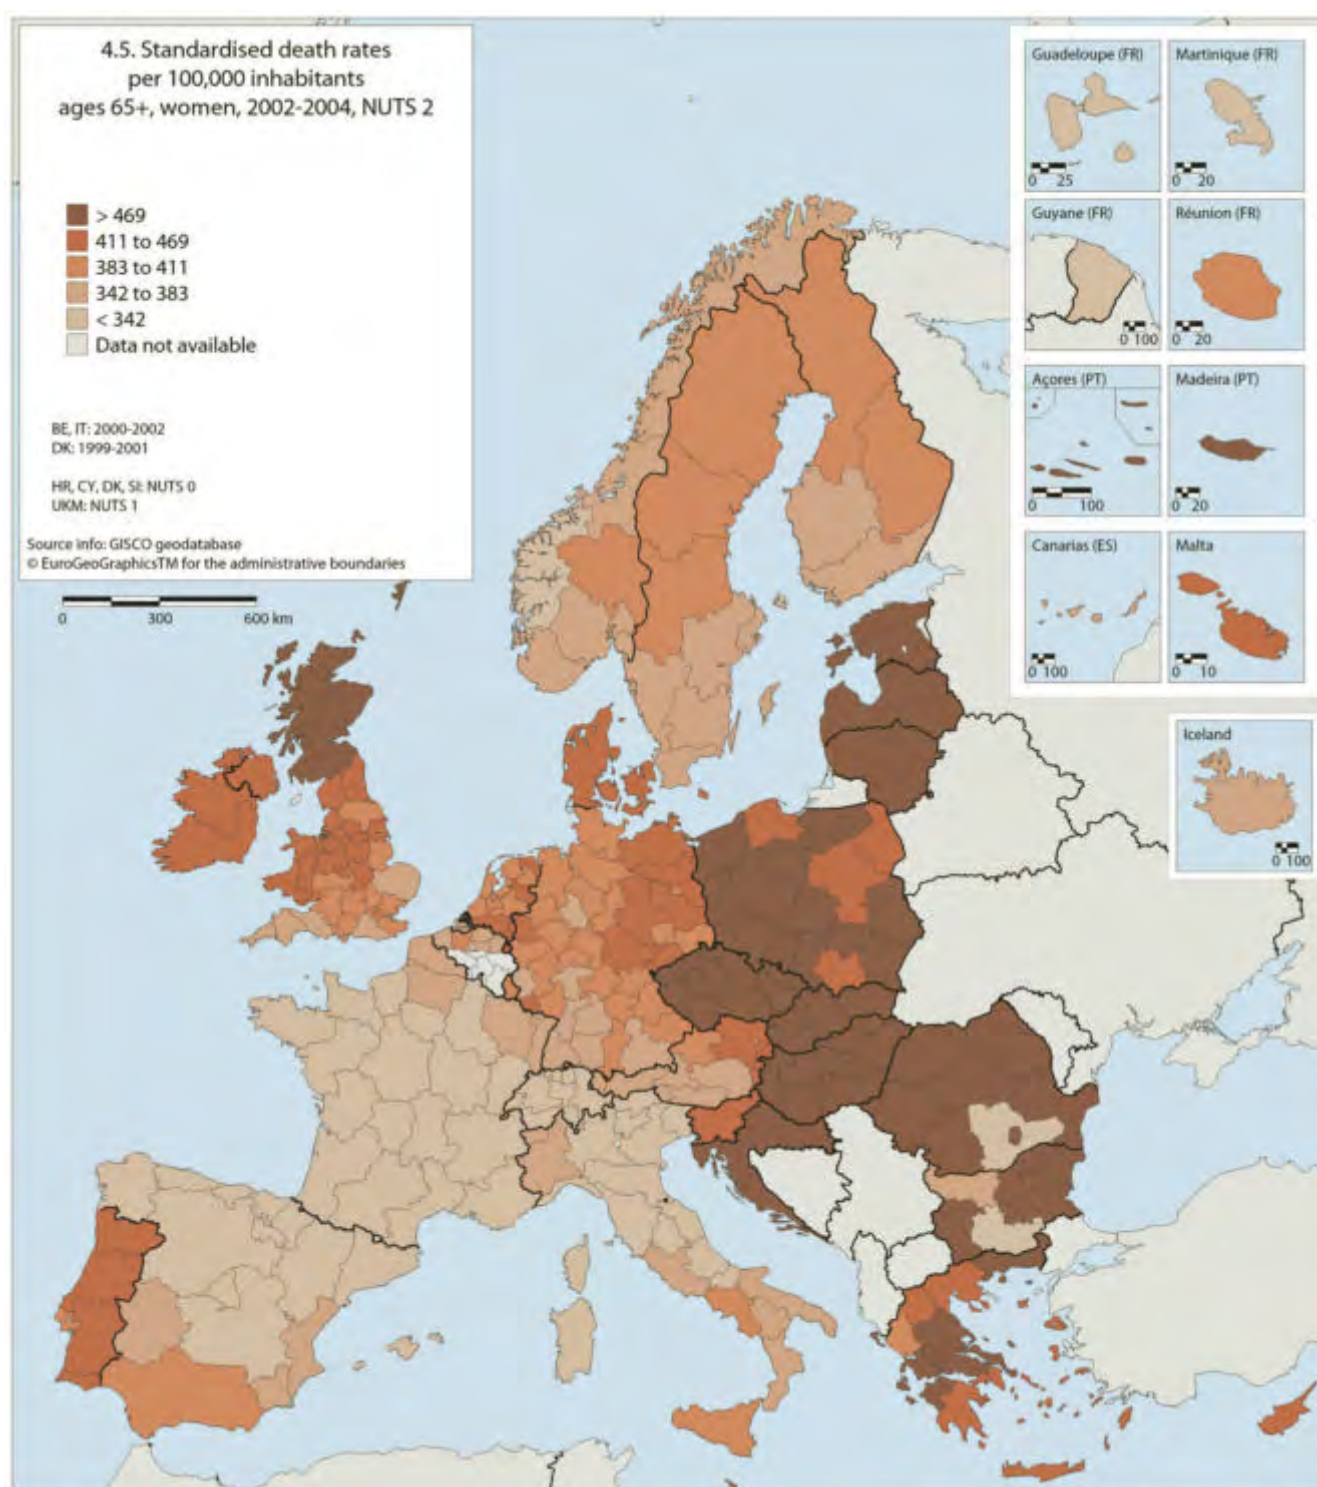 4.5. Standardised death rates
per 100,000 inhabitants
ages 65+, women, 2002-2004, NUTS 2
> 469
411 to 469
383 to 411
342 to 383
< 342
Data not available
BE, IT: 2000-2002
DK: 1999-2001
HR, CY, DK, SI: NUTS 0
UKM: NUTS 1
Source info: GISCO geodatabase
© EuroGeoGraphicsTM for the administrative boundaries
0 300 600 km
Guadeloupe (FR)
0 25
Martinique (FR)
0 20
Guyane (FR)
0 100
Réunion (FR)
0 20
Açores (PT)
0 100
Madeira (PT)
0 20
Canarias (ES)
0 100
Malta
0 10
Iceland
0 100